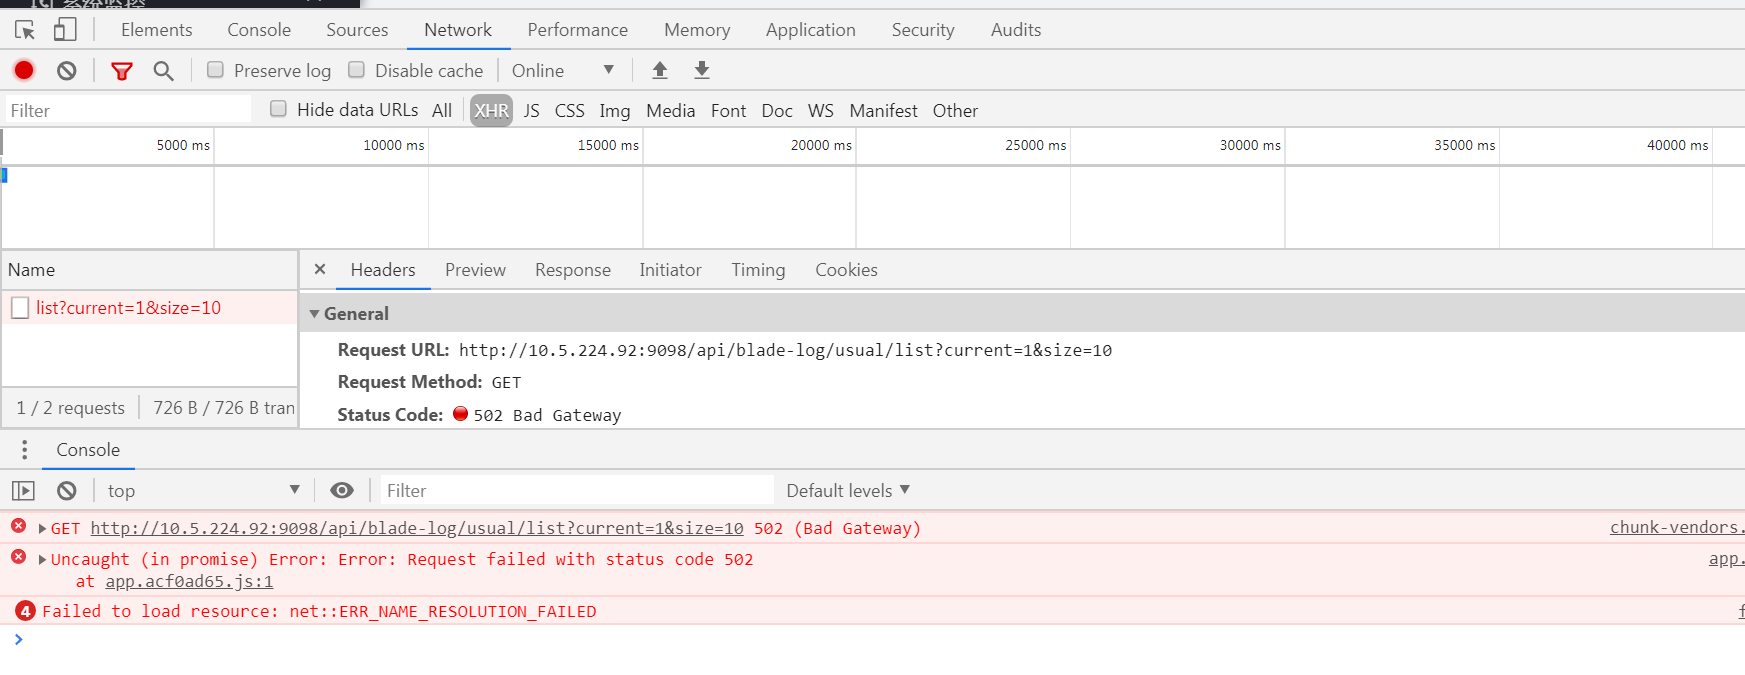 Elements Console Sources Network Performance Memory Application Security Audits
Preserve log Disable cache Online
Filter Hide data URLs All XHR JS CSS Img Media Font Doc WS Manifest Other
5000 ms 10000 ms 15000 ms 20000 ms 25000 ms 30000 ms 35000 ms 40000 ms
Name
Headers Preview Response Initiator Timing Cookies
list?current=1&size=10
General
Request URL: http://10.5.224.92:9098/api/blade-log/usual/list?current=1&size=10
Request Method: GET
Status Code: 502 Bad Gateway
1 / 2 requests 726 B / 726 B tran
Console
top Filter Default levels
GET http://10.5.224.92:9098/api/blade-log/usual/list?current=1&size=10 502 (Bad Gateway) chunk-vendors.
Uncaught (in promise) Error: Error: Request failed with status code 502 app.
at app.acf0ad65.js:1
4 Failed to load resource: net::ERR_NAME_RESOLUTION_FAILED f